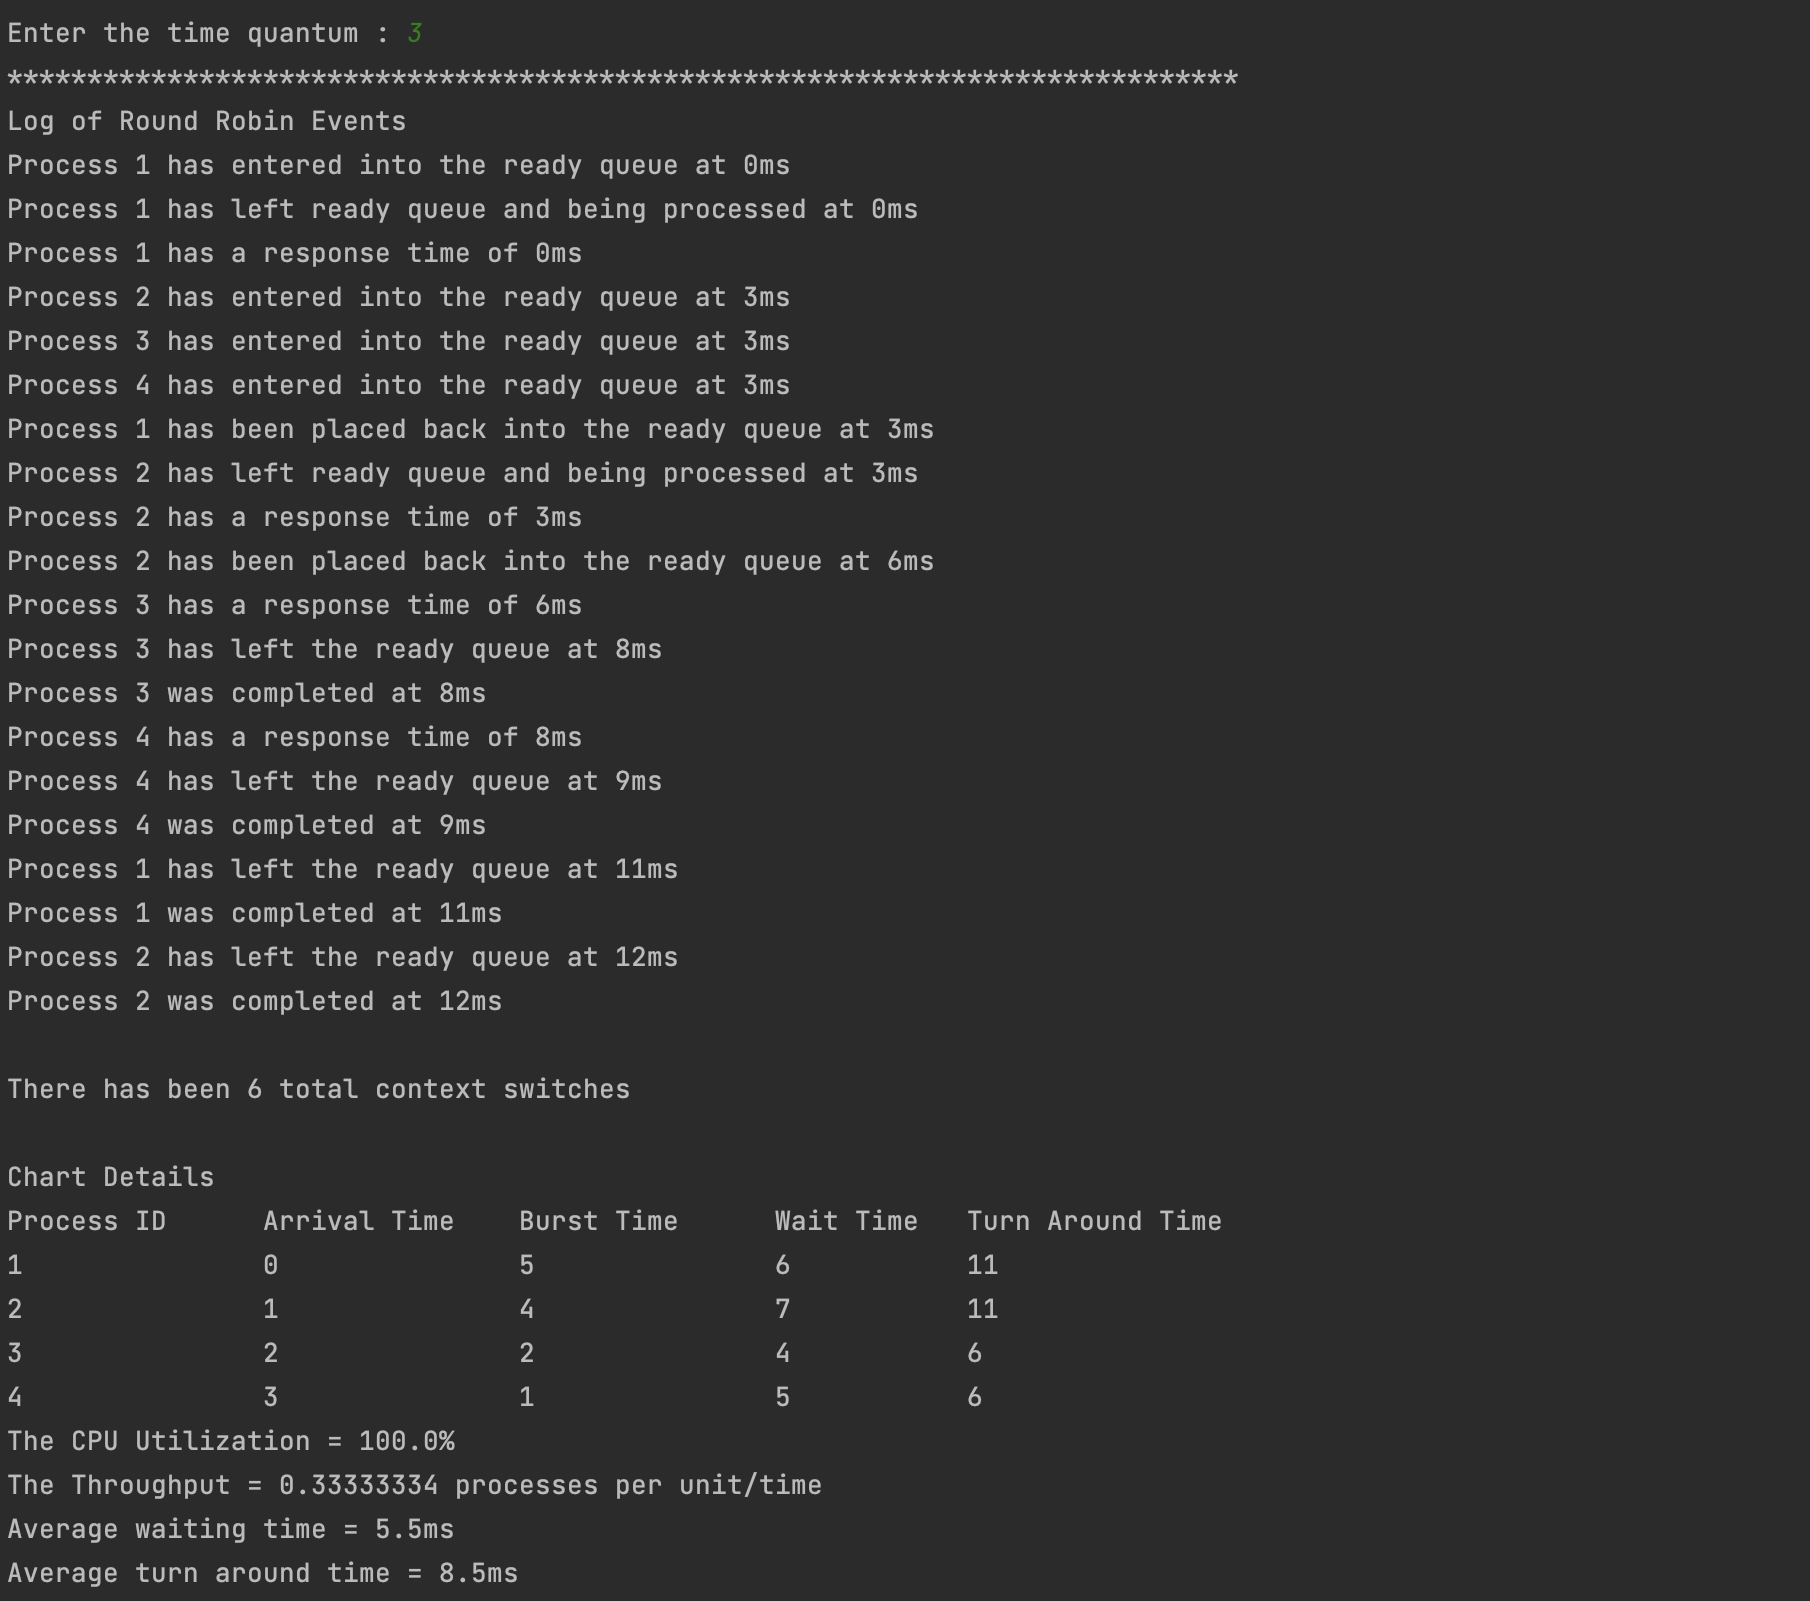 Enter the time quantum : 3
*****************************************************************************
Log of Round Robin Events
Process 1 has entered into the ready queue at 0ms
Process 1 has left ready queue and being processed at 0ms
Process 1 has a response time of 0ms
Process 2 has entered into the ready queue at 3ms
Process 3 has entered into the ready queue at 3ms
Process 4 has entered into the ready queue at 3ms
Process 1 has been placed back into the ready queue at 3ms
Process 2 has left ready queue and being processed at 3ms
Process 2 has a response time of 3ms
Process 2 has been placed back into the ready queue at 6ms
Process 3 has a response time of 6ms
Process 3 has left the ready queue at 8ms
Process 3 was completed at 8ms
Process 4 has a response time of 8ms
Process 4 has left the ready queue at 9ms
Process 4 was completed at 9ms
Process 1 has left the ready queue at 11ms
Process 1 was completed at 11ms
Process 2 has left the ready queue at 12ms
Process 2 was completed at 12ms
There has been 6 total context switches
Chart Details
Process ID Arrival Time Burst Time Wait Time Turn Around Time
1 0 5 6 11
2 1 4 7 11
3 2 2 4 6
4 3 1 5 6
The CPU Utilization = 100.0%
The Throughput = 0.33333334 processes per unit/time
Average waiting time = 5.5ms
Average turn around time = 8.5ms